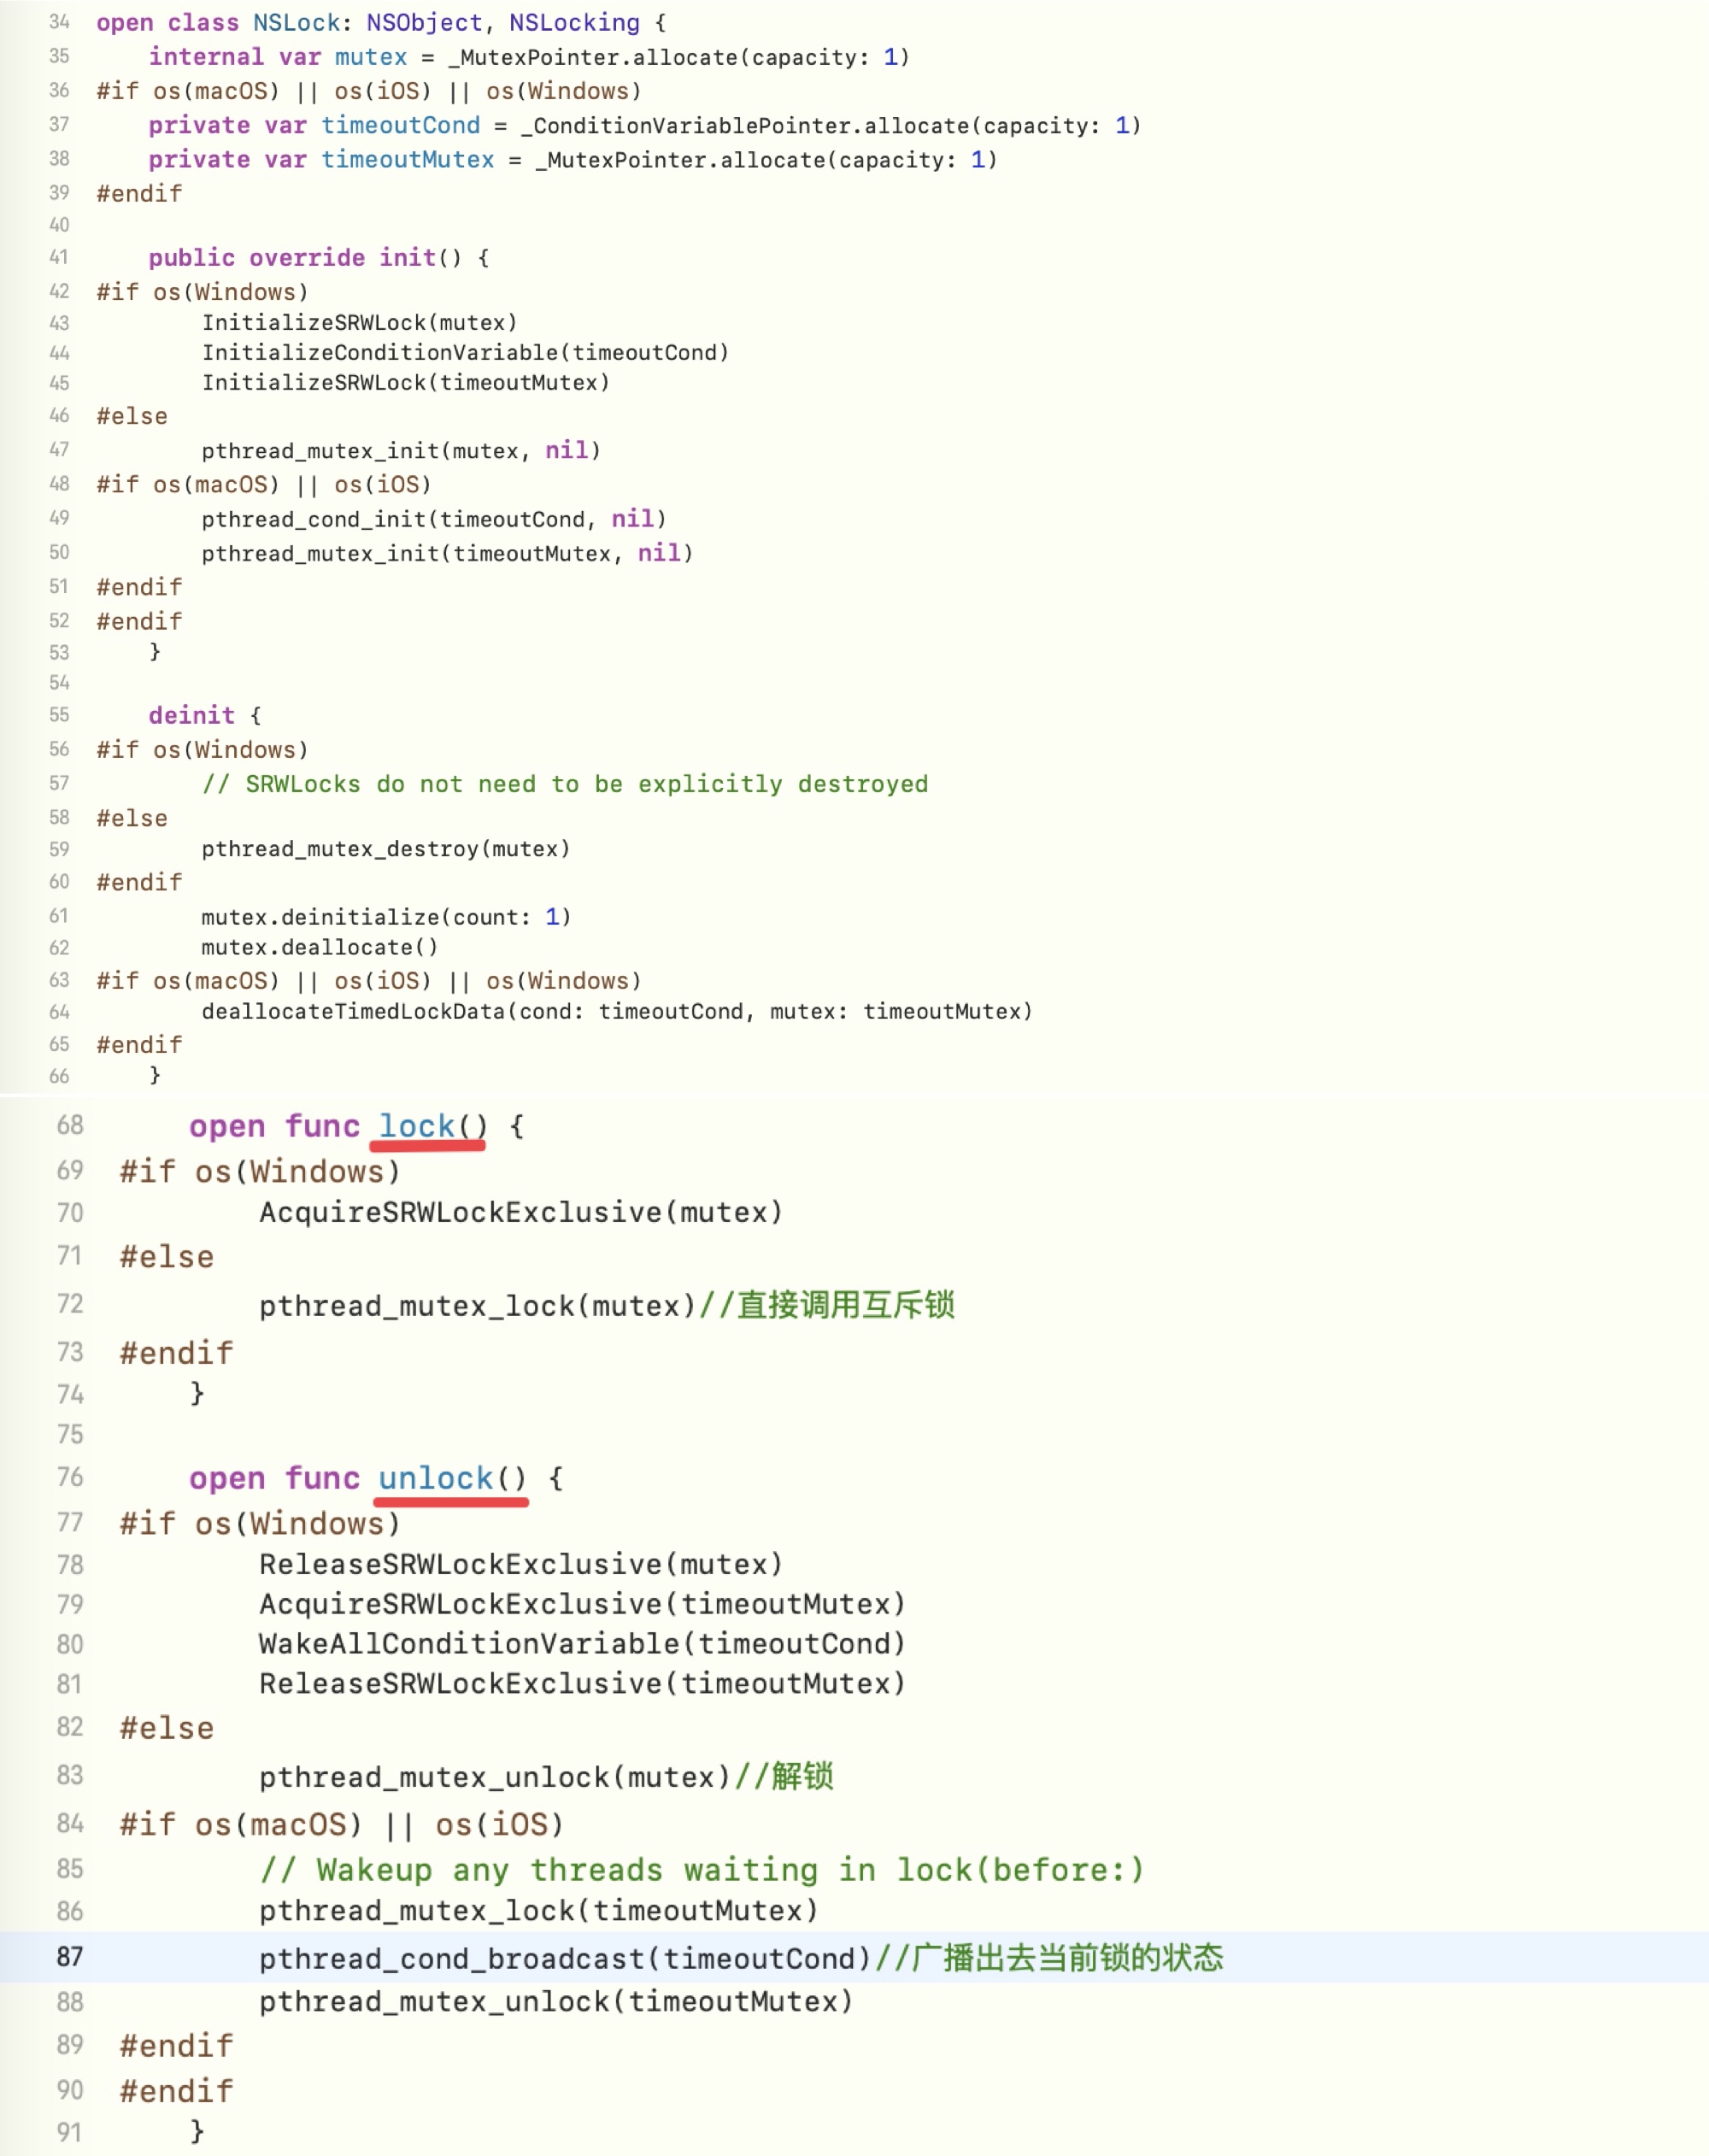 34 open class NSLock: NSObject, NSLocking {
35     internal var mutex = _MutexPointer.allocate(capacity: 1)
36 #if os(macOS) || os(iOS) || os(Windows)
37     private var timeoutCond = _ConditionVariablePointer.allocate(capacity: 1)
38     private var timeoutMutex = _MutexPointer.allocate(capacity: 1)
39 #endif
40
41     public override init() {
42 #if os(Windows)
43         InitializeSRWLock(mutex)
44         InitializeConditionVariable(timeoutCond)
45         InitializeSRWLock(timeoutMutex)
46 #else
47         pthread_mutex_init(mutex, nil)
48 #if os(macOS) || os(iOS)
49         pthread_cond_init(timeoutCond, nil)
50         pthread_mutex_init(timeoutMutex, nil)
51 #endif
52 #endif
53     }
54
55     deinit {
56 #if os(Windows)
57         // SRWLocks do not need to be explicitly destroyed
58 #else
59         pthread_mutex_destroy(mutex)
60 #endif
61         mutex.deinitialize(count: 1)
62         mutex.deallocate()
63 #if os(macOS) || os(iOS) || os(Windows)
64         deallocateTimedLockData(cond: timeoutCond, mutex: timeoutMutex)
65 #endif
66     }
68     open func lock() {
69 #if os(Windows)
70         AcquireSRWLockExclusive(mutex)
71 #else
72         pthread_mutex_lock(mutex)//直接调用互斥锁
73 #endif
74     }
75
76     open func unlock() {
77 #if os(Windows)
78         ReleaseSRWLockExclusive(mutex)
79         AcquireSRWLockExclusive(timeoutMutex)
80         WakeAllConditionVariable(timeoutCond)
81         ReleaseSRWLockExclusive(timeoutMutex)
82 #else
83         pthread_mutex_unlock(mutex)//解锁
84 #if os(macOS) || os(iOS)
85         // Wakeup any threads waiting in lock(before:)
86         pthread_mutex_lock(timeoutMutex)
87         pthread_cond_broadcast(timeoutCond)//广播出去当前锁的状态
88         pthread_mutex_unlock(timeoutMutex)
89 #endif
90 #endif
91     }